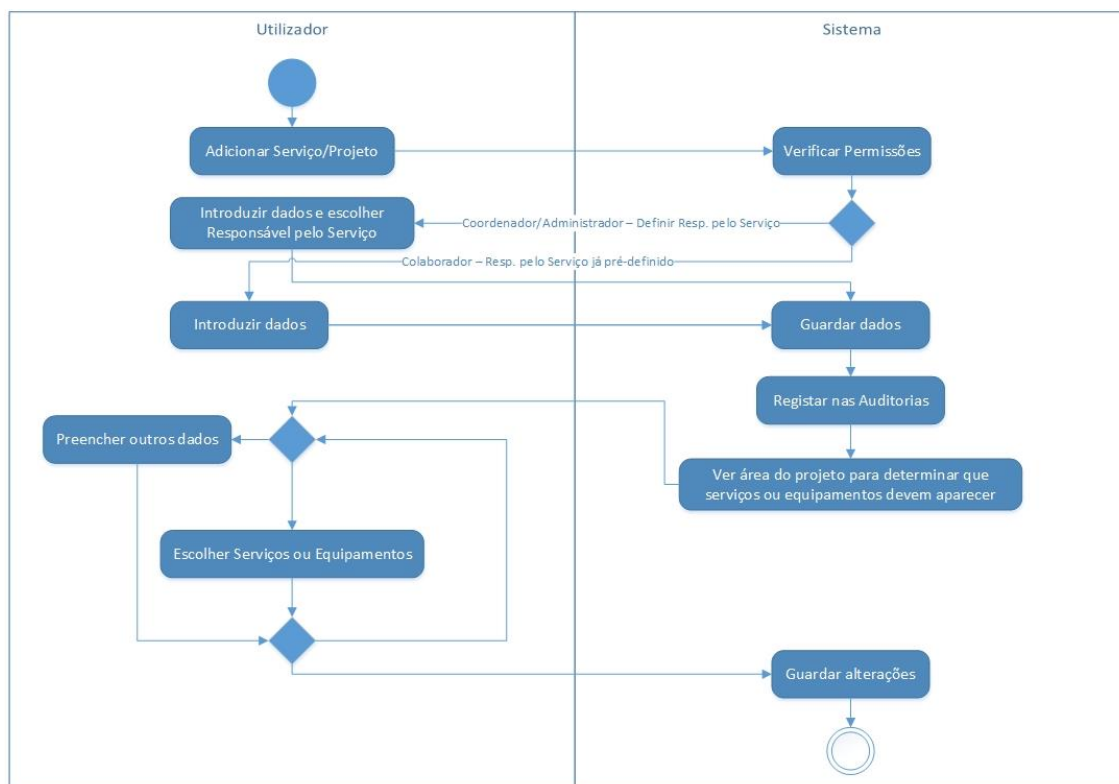 Utilizador
Sistema
Adicionar Serviço/Projeto
Verificar Permissões
Introduzir dados e escolher
Responsável pelo Serviço
Coordenador/Administrador – Definir Resp. pelo Serviço
Colaborador – Resp. pelo Serviço já pré-definido
Introduzir dados
Guardar dados
Registar nas Auditorias
Preencher outros dados
Ver área do projeto para determinar que
serviços ou equipamentos devem aparecer
Escolher Serviços ou Equipamentos
Guardar alterações